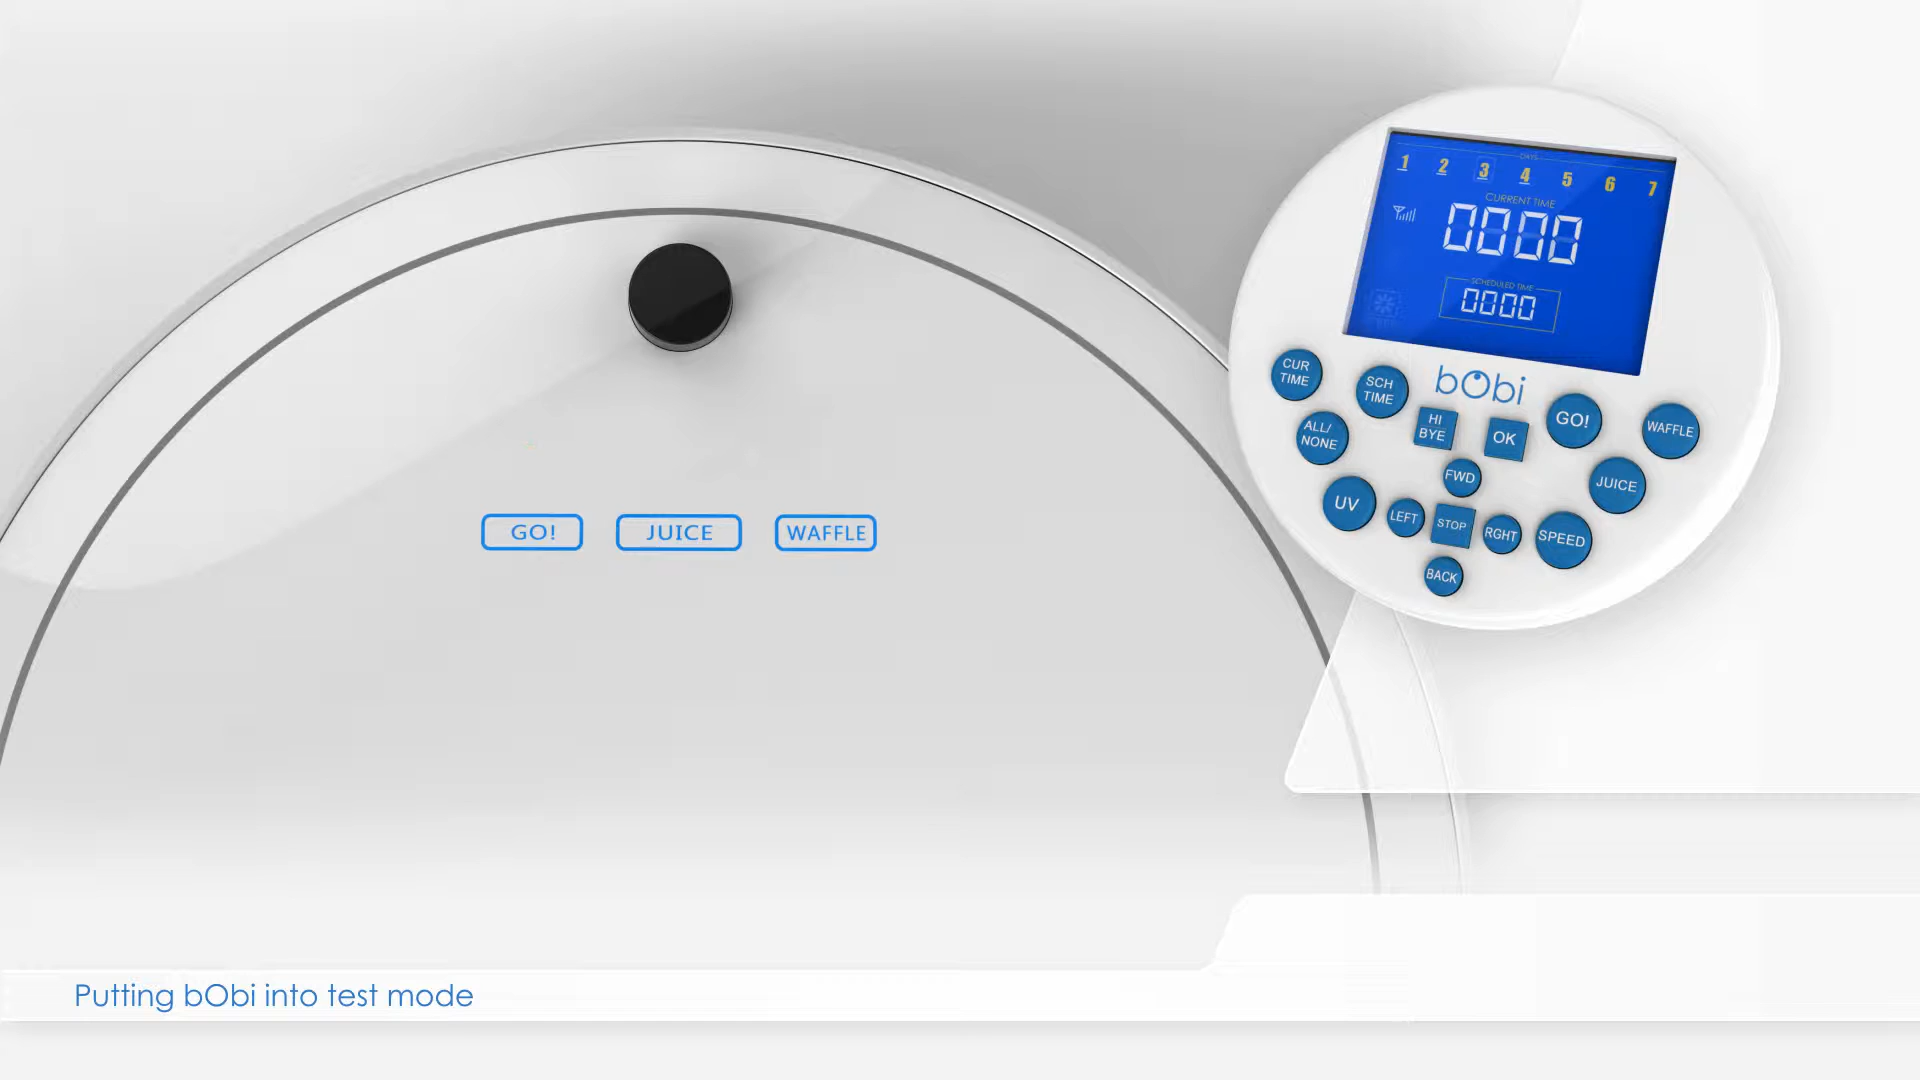 DAYS
1 2 3 4 5 6 7
CURRENT TIME
0000
SCHEDULED TIME
0000
bObi
CUR TIME
SCH TIME
HI BYE
OK
GO!
WAFFLE
ALL/ NONE
FWD
JUICE
UV
LEFT
STOP
RGHT
SPEED
BACK
GO! JUICE WAFFLE
Putting bObi into test mode